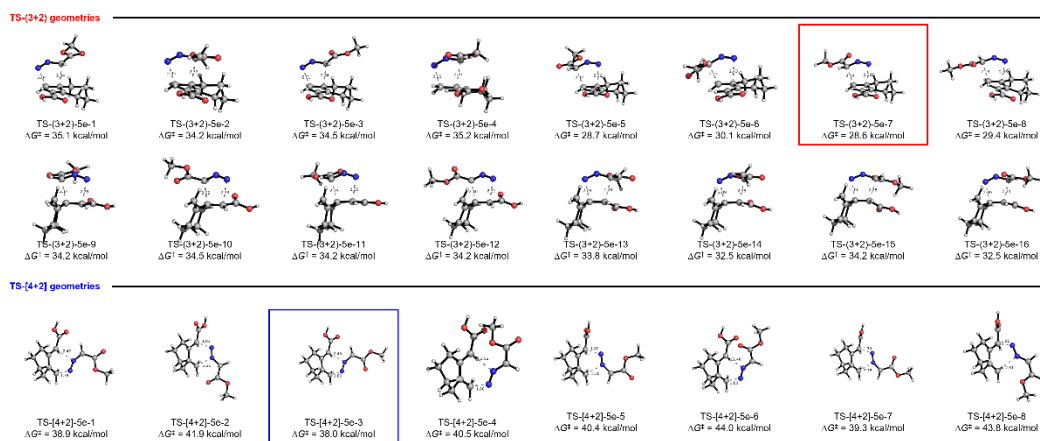 TS-(3+2) geometries
TS-(3+2)-5e-1
ΔG‡ = 35.1 kcal/mol
TS-(3+2)-5e-2
ΔG‡ = 34.2 kcal/mol
TS-(3+2)-5e-3
ΔG‡ = 34.5 kcal/mol
TS-(3+2)-5e-4
ΔG‡ = 35.2 kcal/mol
TS-(3+2)-5e-5
ΔG‡ = 28.7 kcal/mol
TS-(3+2)-5e-6
ΔG‡ = 30.1 kcal/mol
TS-(3+2)-5e-7
ΔG‡ = 28.6 kcal/mol
TS-(3+2)-5e-8
ΔG‡ = 29.4 kcal/mol
TS-(3+2)-5e-9
ΔG‡ = 34.2 kcal/mol
TS-(3+2)-5e-10
ΔG‡ = 34.5 kcal/mol
TS-(3+2)-5e-11
ΔG‡ = 34.2 kcal/mol
TS-(3+2)-5e-12
ΔG‡ = 34.2 kcal/mol
TS-(3+2)-5e-13
ΔG‡ = 33.8 kcal/mol
TS-(3+2)-5e-14
ΔG‡ = 32.5 kcal/mol
TS-(3+2)-5e-15
ΔG‡ = 34.2 kcal/mol
TS-(3+2)-5e-16
ΔG‡ = 32.5 kcal/mol
TS-[4+2] geometries
TS-[4+2]-5e-1
ΔG‡ = 38.9 kcal/mol
TS-[4+2]-5e-2
ΔG‡ = 41.9 kcal/mol
TS-[4+2]-5e-3
ΔG‡ = 38.0 kcal/mol
TS-[4+2]-5e-4
ΔG‡ = 40.5 kcal/mol
TS-[4+2]-5e-5
ΔG‡ = 40.4 kcal/mol
TS-[4+2]-5e-6
ΔG‡ = 44.0 kcal/mol
TS-[4+2]-5e-7
ΔG‡ = 39.3 kcal/mol
TS-[4+2]-5e-8
ΔG‡ = 43.8 kcal/mol